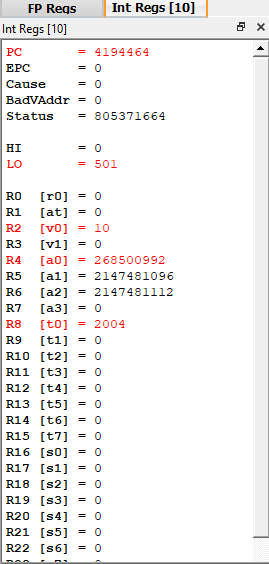 FP Regs Int Regs [10]
Int Regs [10]
PC = 4194464
EPC = 0
Cause = 0
BadVAddr = 0
Status = 805371664
HI = 0
LO = 501
R0 [r0] = 0
R1 [at] = 0
R2 [v0] = 10
R3 [v1] = 0
R4 [a0] = 268500992
R5 [a1] = 2147481096
R6 [a2] = 2147481112
R7 [a3] = 0
R8 [t0] = 2004
R9 [t1] = 0
R10 [t2] = 0
R11 [t3] = 0
R12 [t4] = 0
R13 [t5] = 0
R14 [t6] = 0
R15 [t7] = 0
R16 [s0] = 0
R17 [s1] = 0
R18 [s2] = 0
R19 [s3] = 0
R20 [s4] = 0
R21 [s5] = 0
R22 [s6] = 0